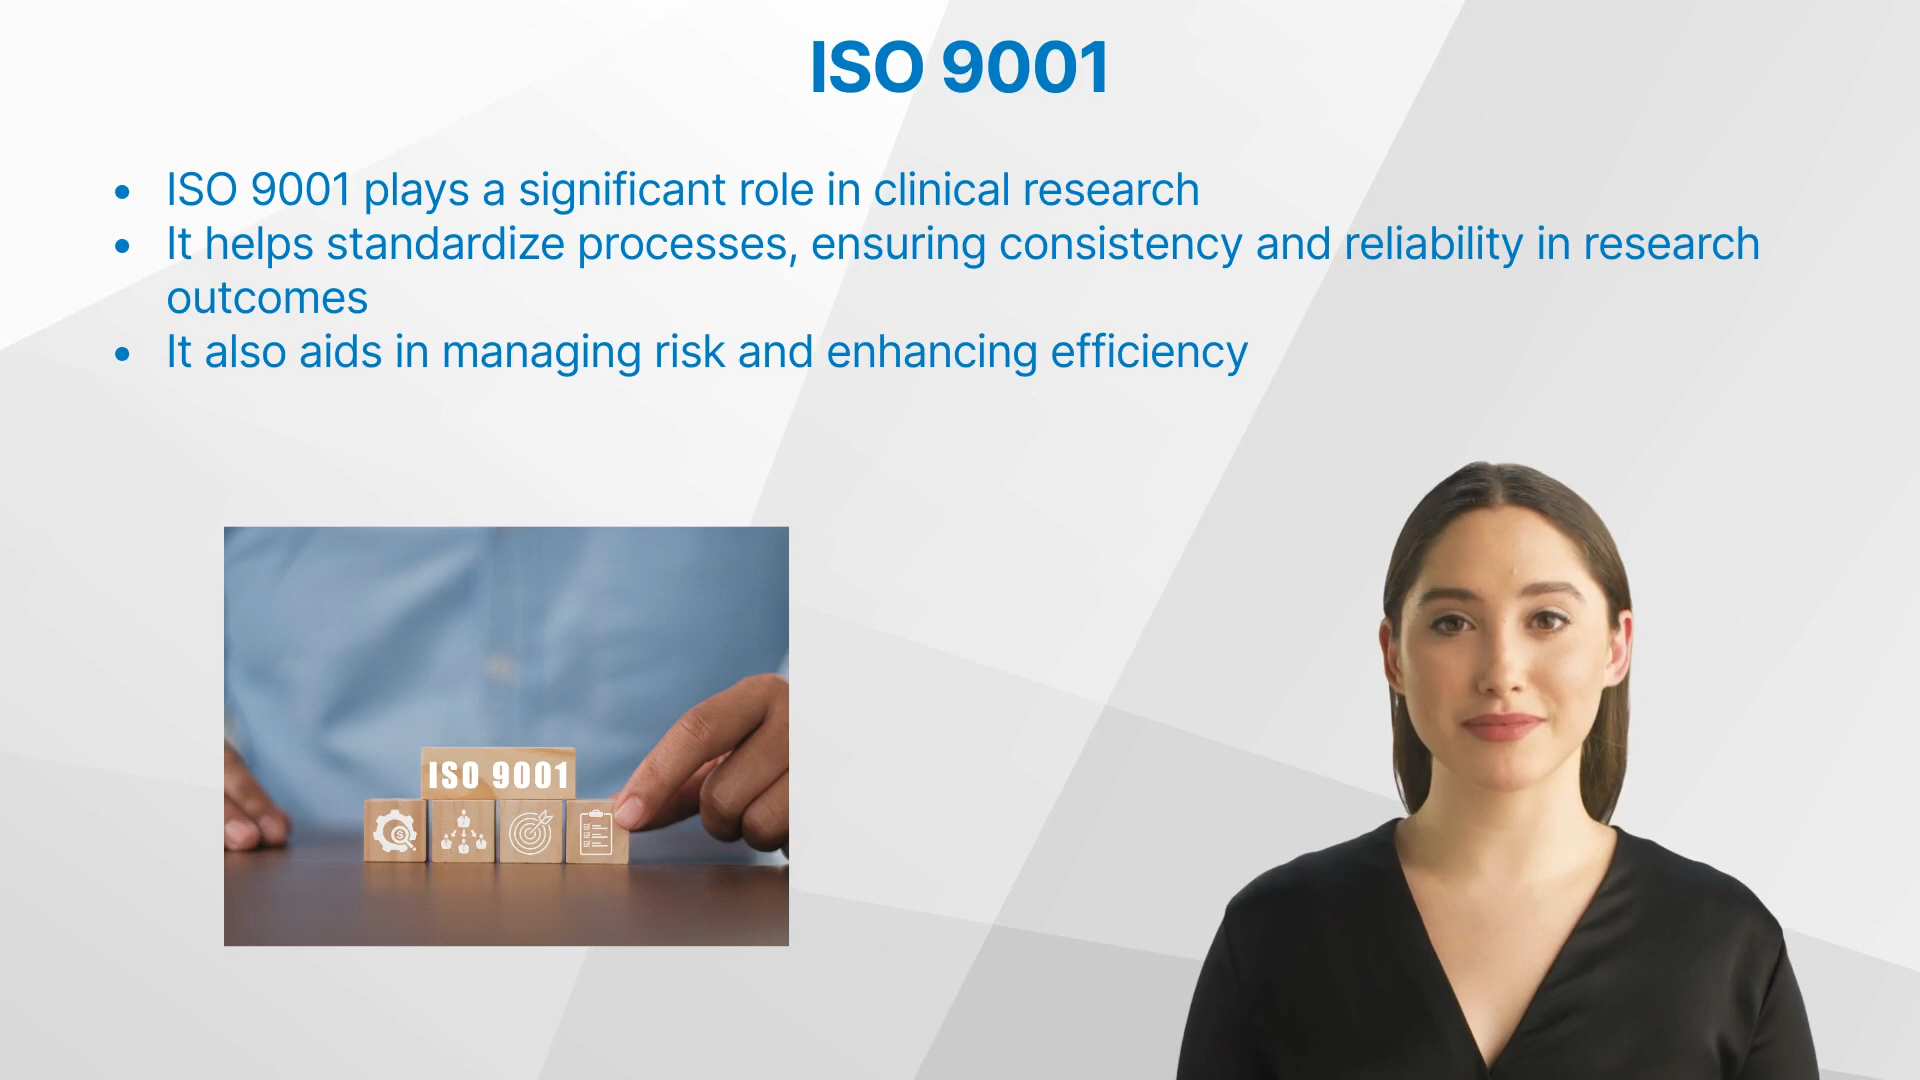 ISO 9001
• ISO 9001 plays a significant role in clinical research
• It helps standardize processes, ensuring consistency and reliability in research
outcomes
• It also aids in managing risk and enhancing efficiency
ISO 9001